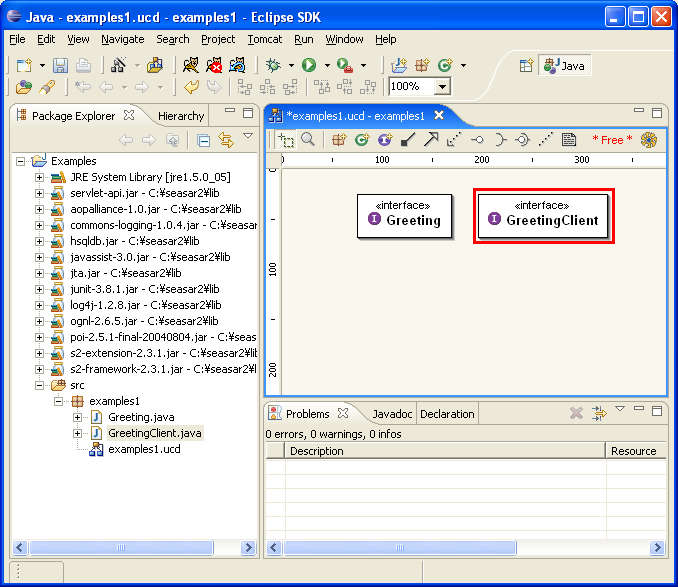 Java - examples1.ucd - examples1 - Eclipse SDK
File Edit View Navigate Search Project Tomcat Run Window Help
Java
100%
Package Explorer Hierarchy
*examples1.ucd - examples1
* Free *
0 100 200 300
0
100
200
Examples
JRE System Library [jre1.5.0_05]
servlet-api.jar - C:¥seasar2¥lib
aopalliance-1.0.jar - C:¥seasar2¥lib
commons-logging-1.0.4.jar - C:¥seas
hsqldb.jar - C:¥seasar2¥lib
javassist-3.0.jar - C:¥seasar2¥lib
jta.jar - C:¥seasar2¥lib
junit-3.8.1.jar - C:¥seasar2¥lib
log4j-1.2.8.jar - C:¥seasar2¥lib
ognl-2.6.5.jar - C:¥seasar2¥lib
poi-2.5.1-final-20040804.jar - C:¥seas
s2-extension-2.3.1.jar - C:¥seasar2¥l
s2-framework-2.3.1.jar - C:¥seasar2¥l
src
examples1
Greeting.java
GreetingClient.java
examples1.ucd
«interface»
I Greeting
«interface»
I GreetingClient
Problems Javadoc Declaration
0 errors, 0 warnings, 0 infos
Description Resource